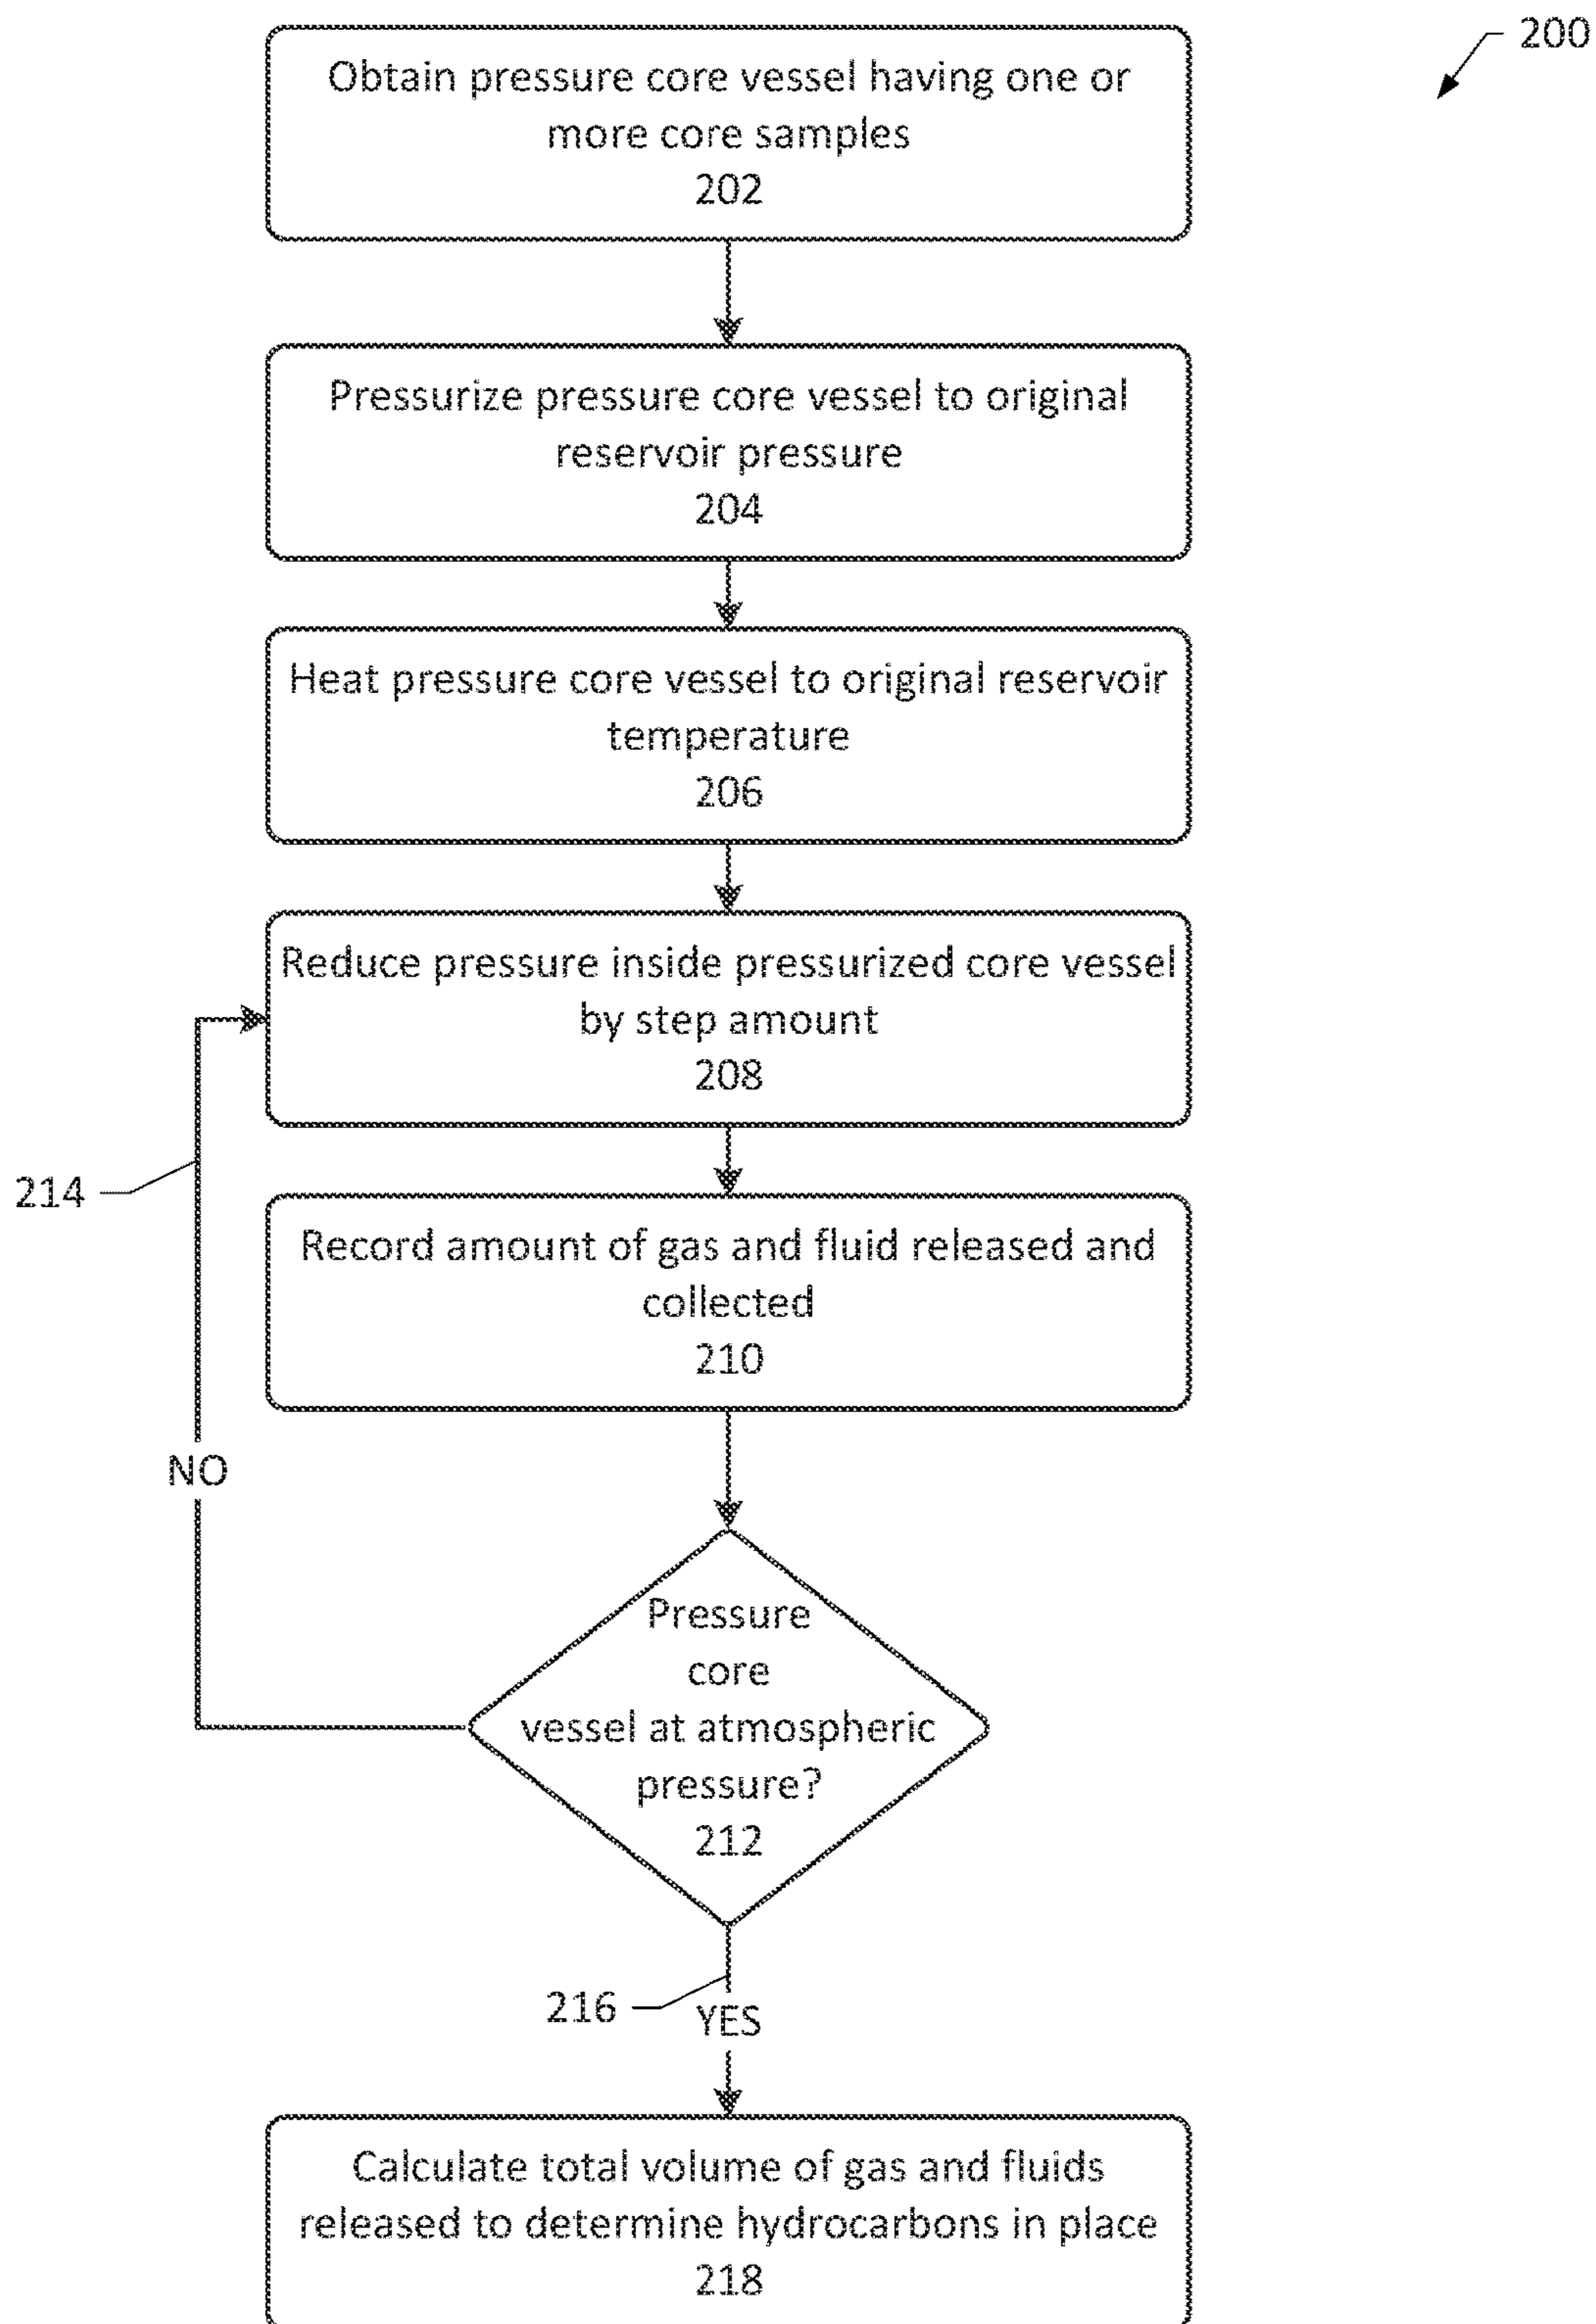 200
Obtain pressure core vessel having one or
more core samples
202
Pressurize pressure core vessel to original
reservoir pressure
204
Heat pressure core vessel to original reservoir
temperature
206
Reduce pressure inside pressurized core vessel
by step amount
208
214
Record amount of gas and fluid released and
collected
210
NO
Pressure
core
vessel at atmospheric
pressure?
212
216
YES
Calculate total volume of gas and fluids
released to determine hydrocarbons in place
218